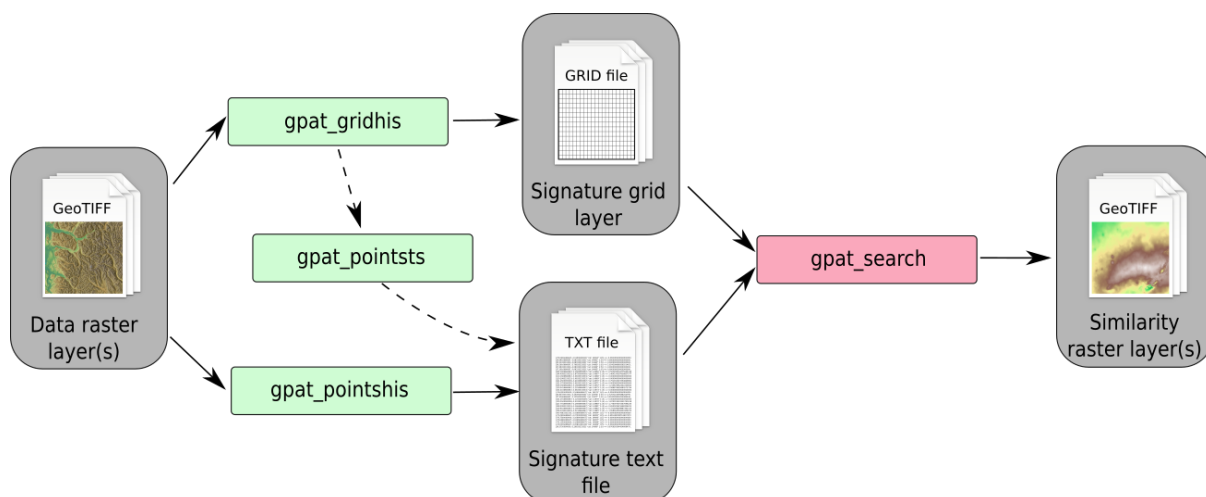 GeoTIFF
Data raster
layer(s)
gpat_gridhis
gpat_pointsts
gpat_pointshis
GRID file
Signature grid
layer
TXT file
Signature text
file
gpat_search
GeoTIFF
Similarity
raster layer(s)